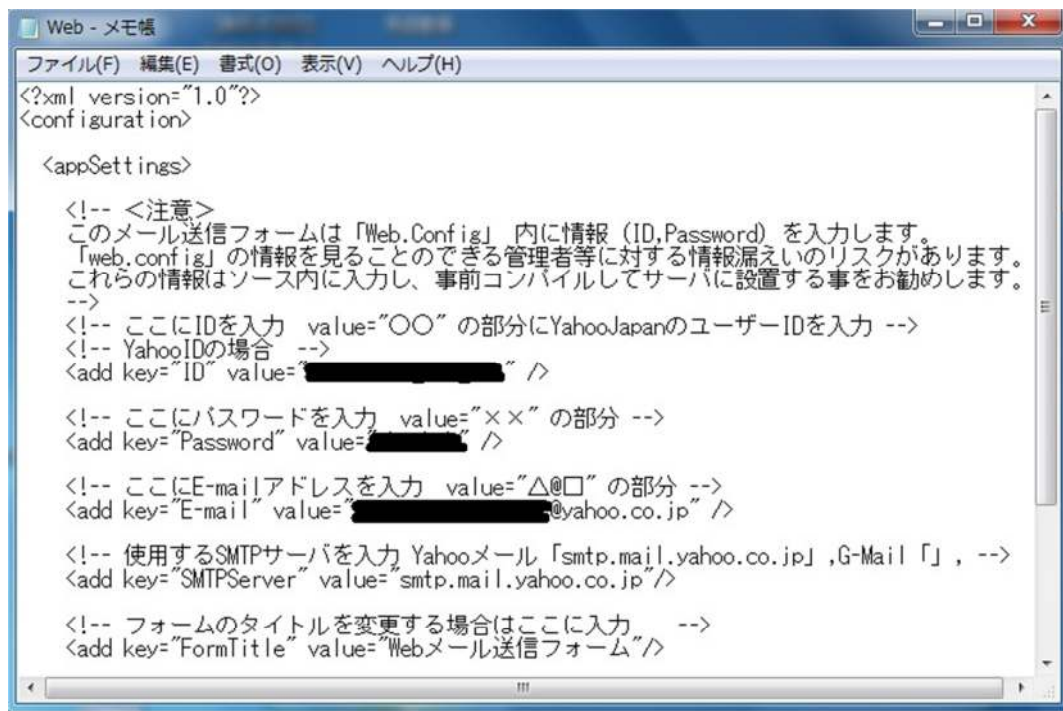 Web - メモ帳
ファイル(F) 編集(E) 書式(O) 表示(V) ヘルプ(H)
<?xml version="1.0"?>
<configuration>
<appSettings>
<!-- <注意>
このメール送信フォームは「Web.Config」 内に情報（ID,Password）を入力します。
「web.config」の情報を見ることのできる管理者等に対する情報漏えいのリスクがあります。
これらの情報はソース内に入力し、事前コンパイルしてサーバに設置する事をお勧めします。
-->
<!-- ここにIDを入力　value="○○" の部分にYahooJapanのユーザーIDを入力 -->
<!-- YahooIDの場合　-->
<add key="ID" value="" />
<!-- ここにパスワードを入力　value="××" の部分 -->
<add key="Password" value=" />
<!-- ここにE-mailアドレスを入力　value="△@□" の部分 -->
<add key="E-mail" value="@yahoo.co.jp" />
<!-- 使用するSMTPサーバを入力 Yahooメール「smtp.mail.yahoo.co.jp」,G-Mail「」, -->
<add key="SMTPServer" value="smtp.mail.yahoo.co.jp"/>
<!-- フォームのタイトルを変更する場合はここに入力　　-->
<add key="FormTitle" value="Webメール送信フォーム"/>